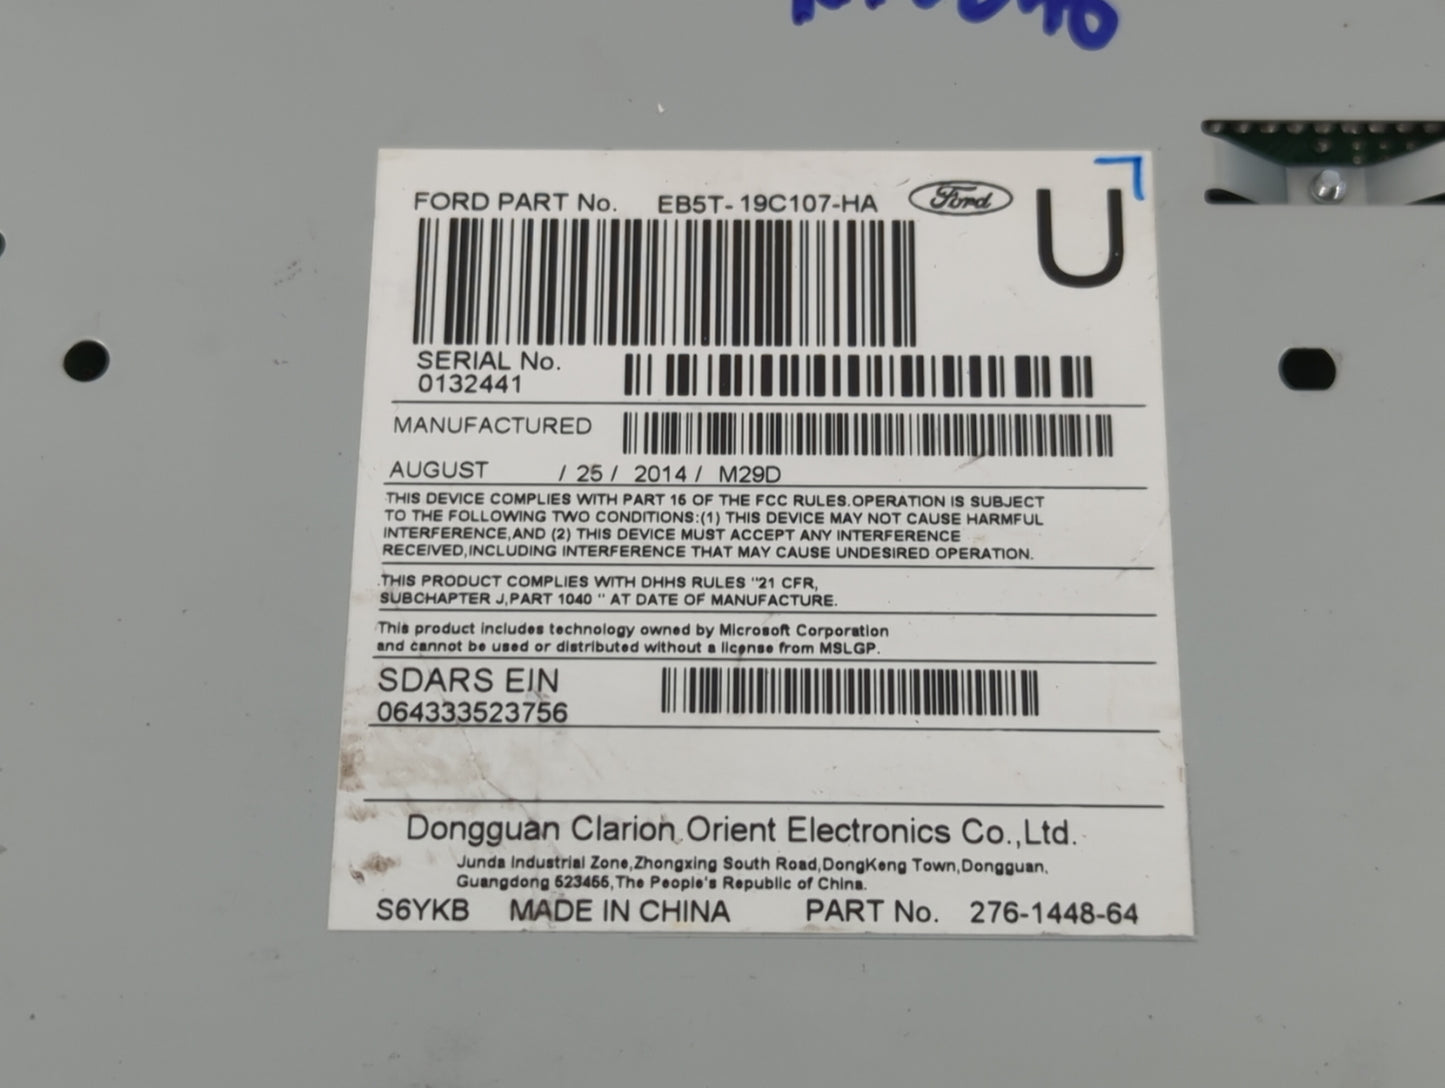 FORD PART No. EB5T-19C107-HA Ford
U
SERIAL No.
0132441
MANUFACTURED
AUGUST / 25 / 2014 / M29D
THIS DEVICE COMPLIES WITH PART 15 OF THE FCC RULES.OPERATION IS SUBJECT
TO THE FOLLOWING TWO CONDITIONS:(1) THIS DEVICE MAY NOT CAUSE HARMFUL
INTERFERENCE,AND (2) THIS DEVICE MUST ACCEPT ANY INTERFERENCE
RECEIVED,INCLUDING INTERFERENCE THAT MAY CAUSE UNDESIRED OPERATION.
THIS PRODUCT COMPLIES WITH DHHS RULES "21 CFR,
SUBCHAPTER J,PART 1040 " AT DATE OF MANUFACTURE.
This product includes technology owned by Microsoft Corporation
and cannot be used or distributed without a license from MSLGP.
SDARS EIN
064333523756
Dongguan Clarion Orient Electronics Co.,Ltd.
Junda Industrial Zone,Zhongxing South Road,DongKeng Town,Dongguan,
Guangdong 523455,The People's Republic of China.
S6YKB MADE IN CHINA PART No. 276-1448-64